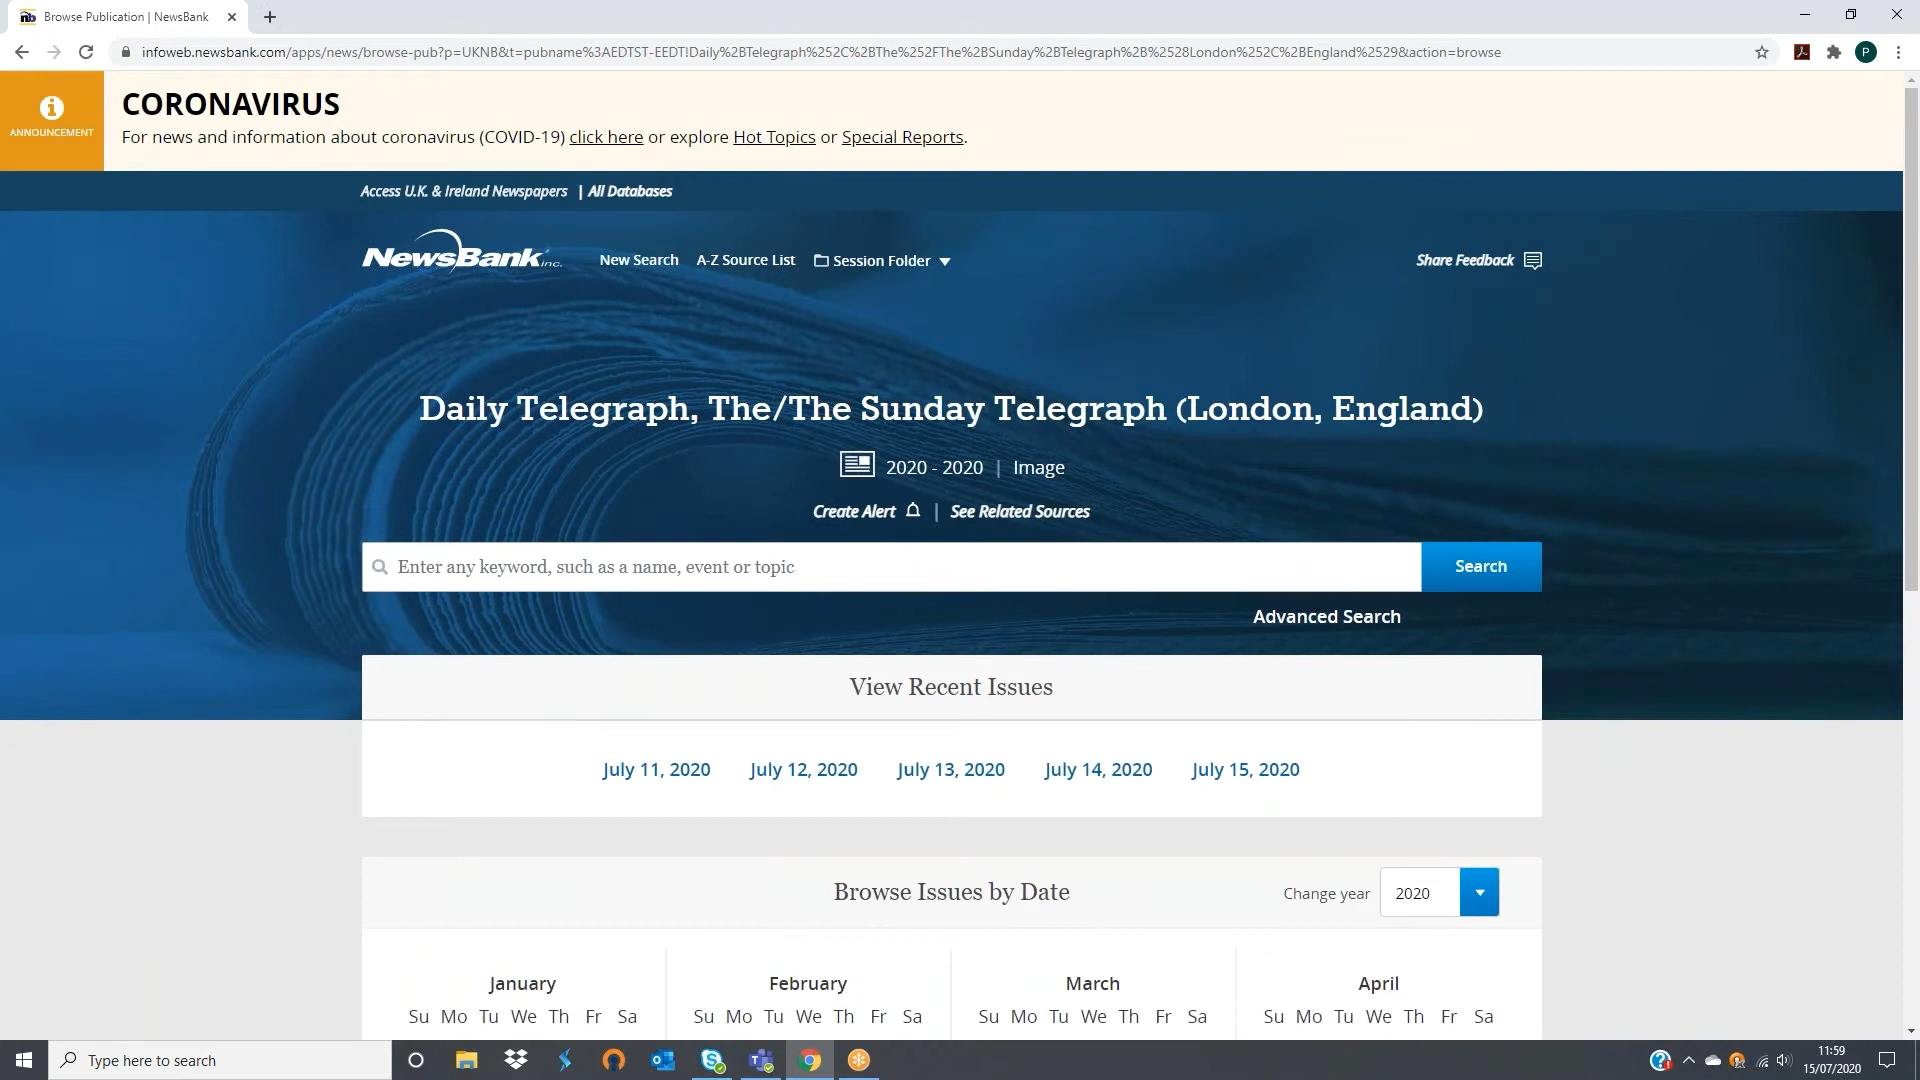 Browse Publication | NewsBank
infoweb.newsbank.com/apps/news/browse-pub?p=UKNB&t=pubname%3AEDTST-EEDT!Daily%2BTelegraph%252C%2BThe%252FThe%2BSunday%2BTelegraph%2B%2528London%252C%2BEngland%2529&action=browse
P
ANNOUNCEMENT
CORONAVIRUS
For news and information about coronavirus (COVID-19) click here or explore Hot Topics or Special Reports.
Access U.K. & Ireland Newspapers | All Databases
NewsBank inc.
New Search
A-Z Source List
Session Folder
Share Feedback
Daily Telegraph, The/The Sunday Telegraph (London, England)
2020 - 2020 | Image
Create Alert | See Related Sources
Enter any keyword, such as a name, event or topic
Search
Advanced Search
View Recent Issues
July 11, 2020 July 12, 2020 July 13, 2020 July 14, 2020 July 15, 2020
Browse Issues by Date
Change year 2020
January February March April
Su Mo Tu We Th Fr Sa Su Mo Tu We Th Fr Sa Su Mo Tu We Th Fr Sa Su Mo Tu We Th Fr Sa
Type here to search
11:59
15/07/2020